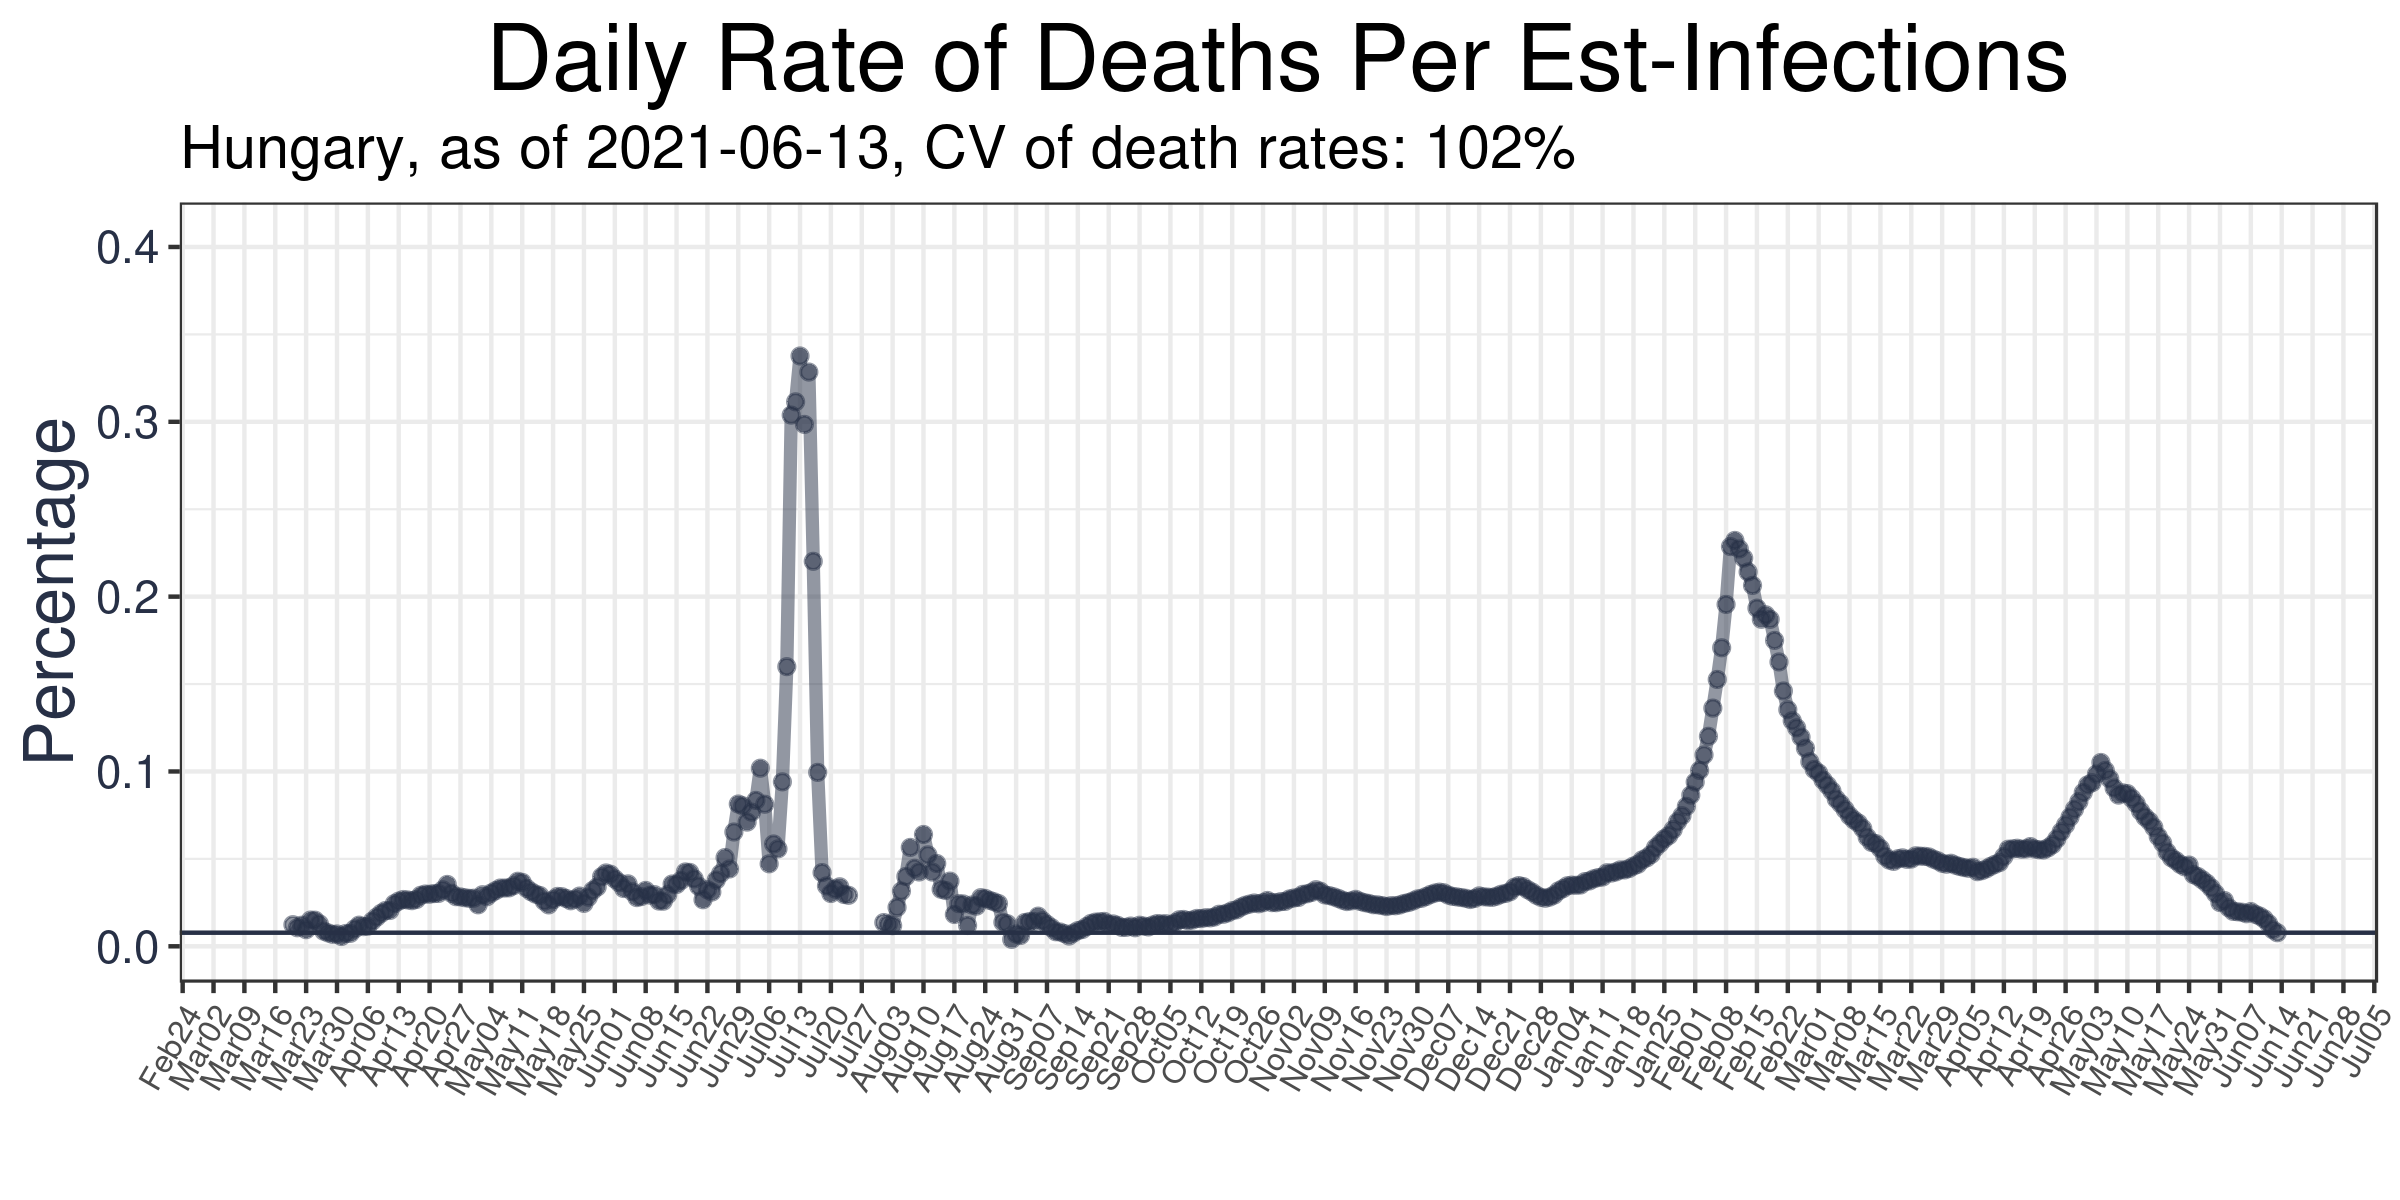 Daily Rate of Deaths Per Est-Infections
Hungary, as of 2021-06-13, CV of death rates: 102%
Percentage
0.4
0.3
0.2
0.1
0.0
Feb24
Mar02
Mar09
Mar16
Mar23
Mar30
Apr06
Apr13
Apr20
Apr27
May04
May11
May18
May25
Jun01
Jun08
Jun15
Jun22
Jun29
Jul06
Jul13
Jul20
Jul27
Aug03
Aug10
Aug17
Aug24
Aug31
Sep07
Sep14
Sep21
Sep28
Oct05
Oct12
Oct19
Oct26
Nov02
Nov09
Nov16
Nov23
Nov30
Dec07
Dec14
Dec21
Dec28
Jan04
Jan11
Jan18
Jan25
Feb01
Feb08
Feb15
Feb22
Mar01
Mar08
Mar15
Mar22
Mar29
Apr05
Apr12
Apr19
Apr26
May03
May10
May17
May24
May31
Jun07
Jun14
Jun21
Jun28
Jul05